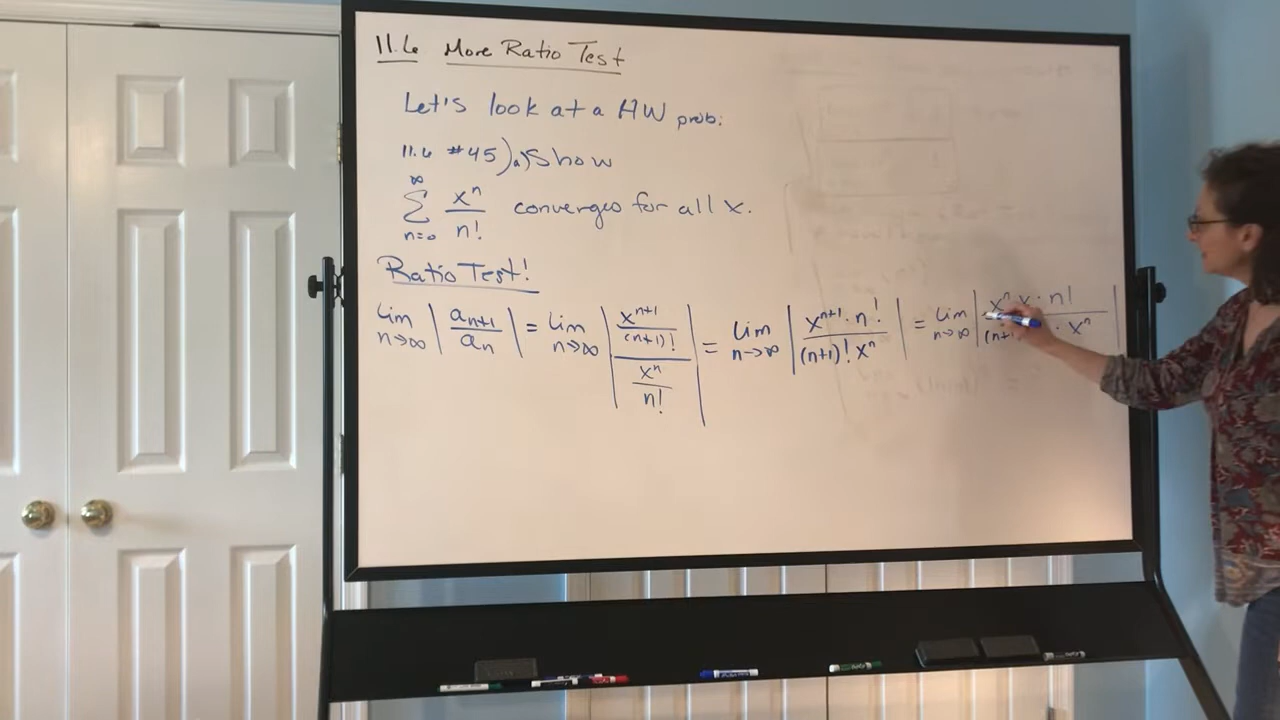 11.6 More Ratio Test
Let's look at a HW prob:
11.6 #45) a) Show
∞
∑ xⁿ/n! converges for all x.
n=0
Ratio Test!
lim n→∞ | aₙ₊₁/aₙ | = lim n→∞ | (xⁿ⁺¹/(n+1)!)/(xⁿ/n!) | = lim n→∞ | xⁿ⁺¹·n!/(n+1)! xⁿ | = lim n→∞ | xⁿ·x·n!/(n+1 · xⁿ |